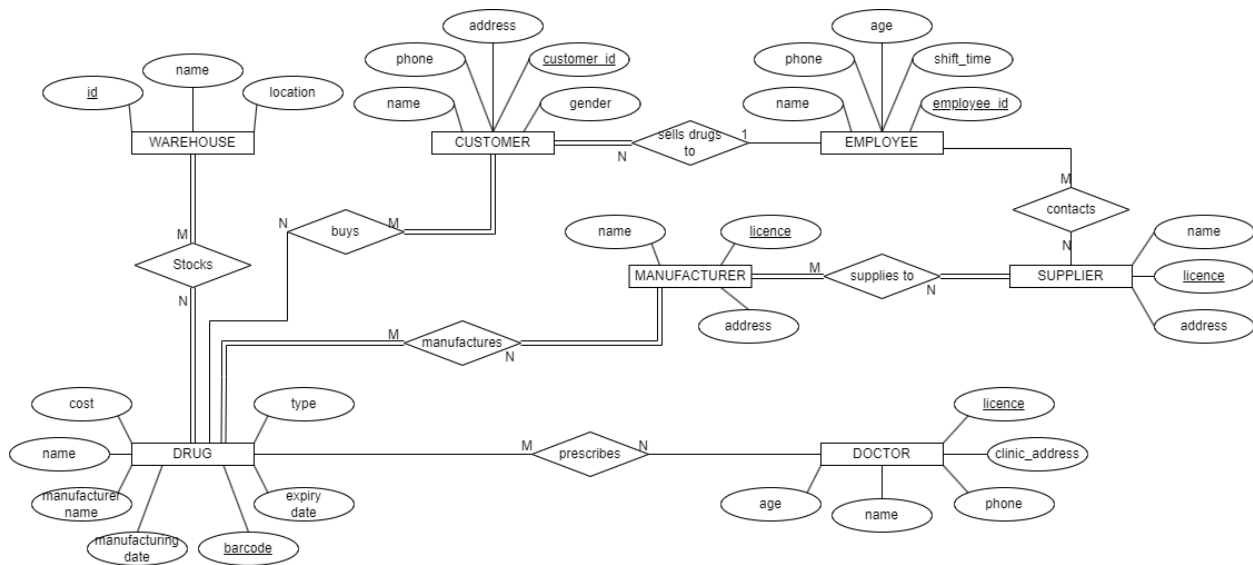 address
age
phone
customer_id
phone
shift_time
name
id
location
name
gender
name
employee_id
WAREHOUSE
CUSTOMER
sells drugs
to
N
1
EMPLOYEE
M
contacts
N
N
buys
M
M
Stocks
N
name
licence
name
MANUFACTURER
M
supplies to
N
SUPPLIER
licence
address
address
M
manufactures
N
cost
type
licence
name
DRUG
M
prescribes
N
DOCTOR
clinic_address
manufacturer
name
expiry
date
age
name
phone
manufacturing
date
barcode